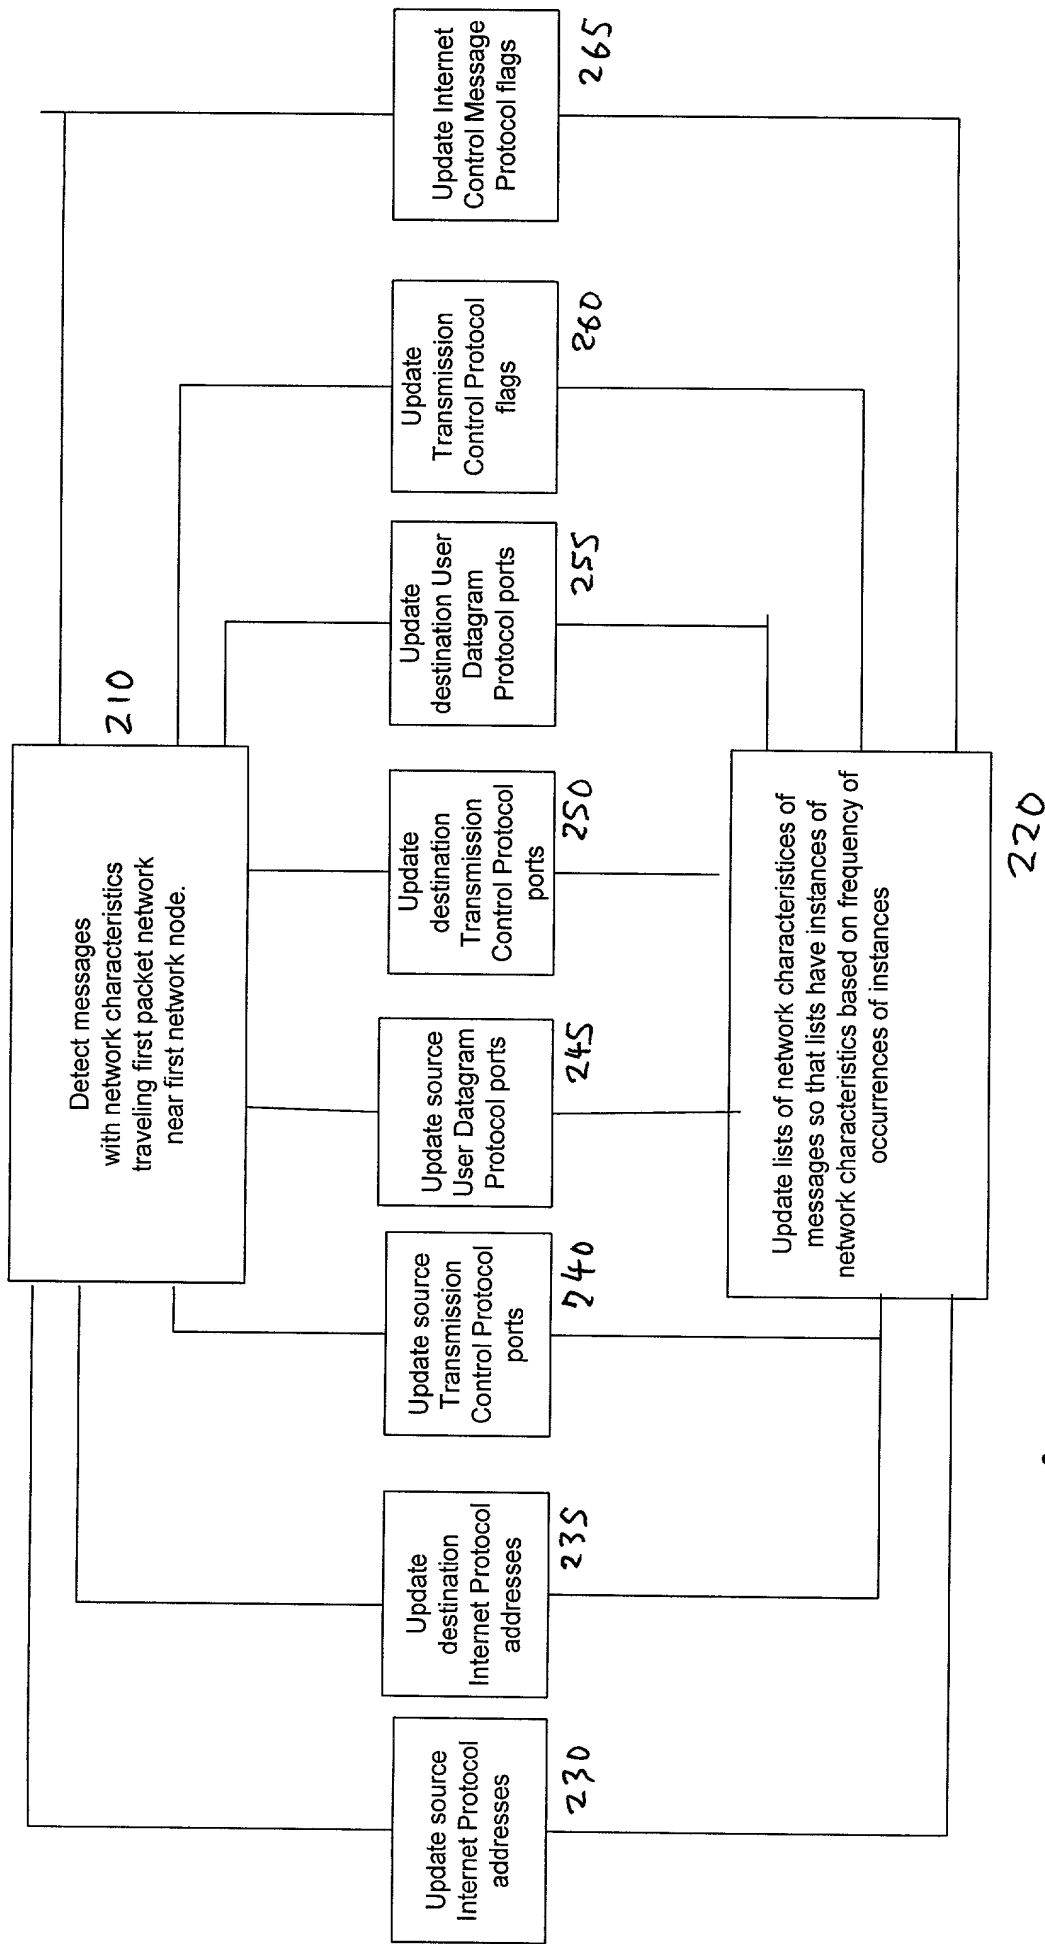 Detect messages
with network characteristics
traveling first packet network
near first network node.
210
Update source
Internet Protocol
addresses
230
Update
destination
Internet Protocol
addresses
235
Update source
Transmission
Control Protocol
ports
240
Update source
User Datagram
Protocol ports
245
Update
destination
Transmission
Control Protocol
ports
250
Update
destination User
Datagram
Protocol ports
255
Update
Transmission
Control Protocol
flags
260
Update Internet
Control Message
Protocol flags
265
Update lists of network characteristices of
messages so that lists have instances of
network characteristics based on frequency of
occurrences of instances
220